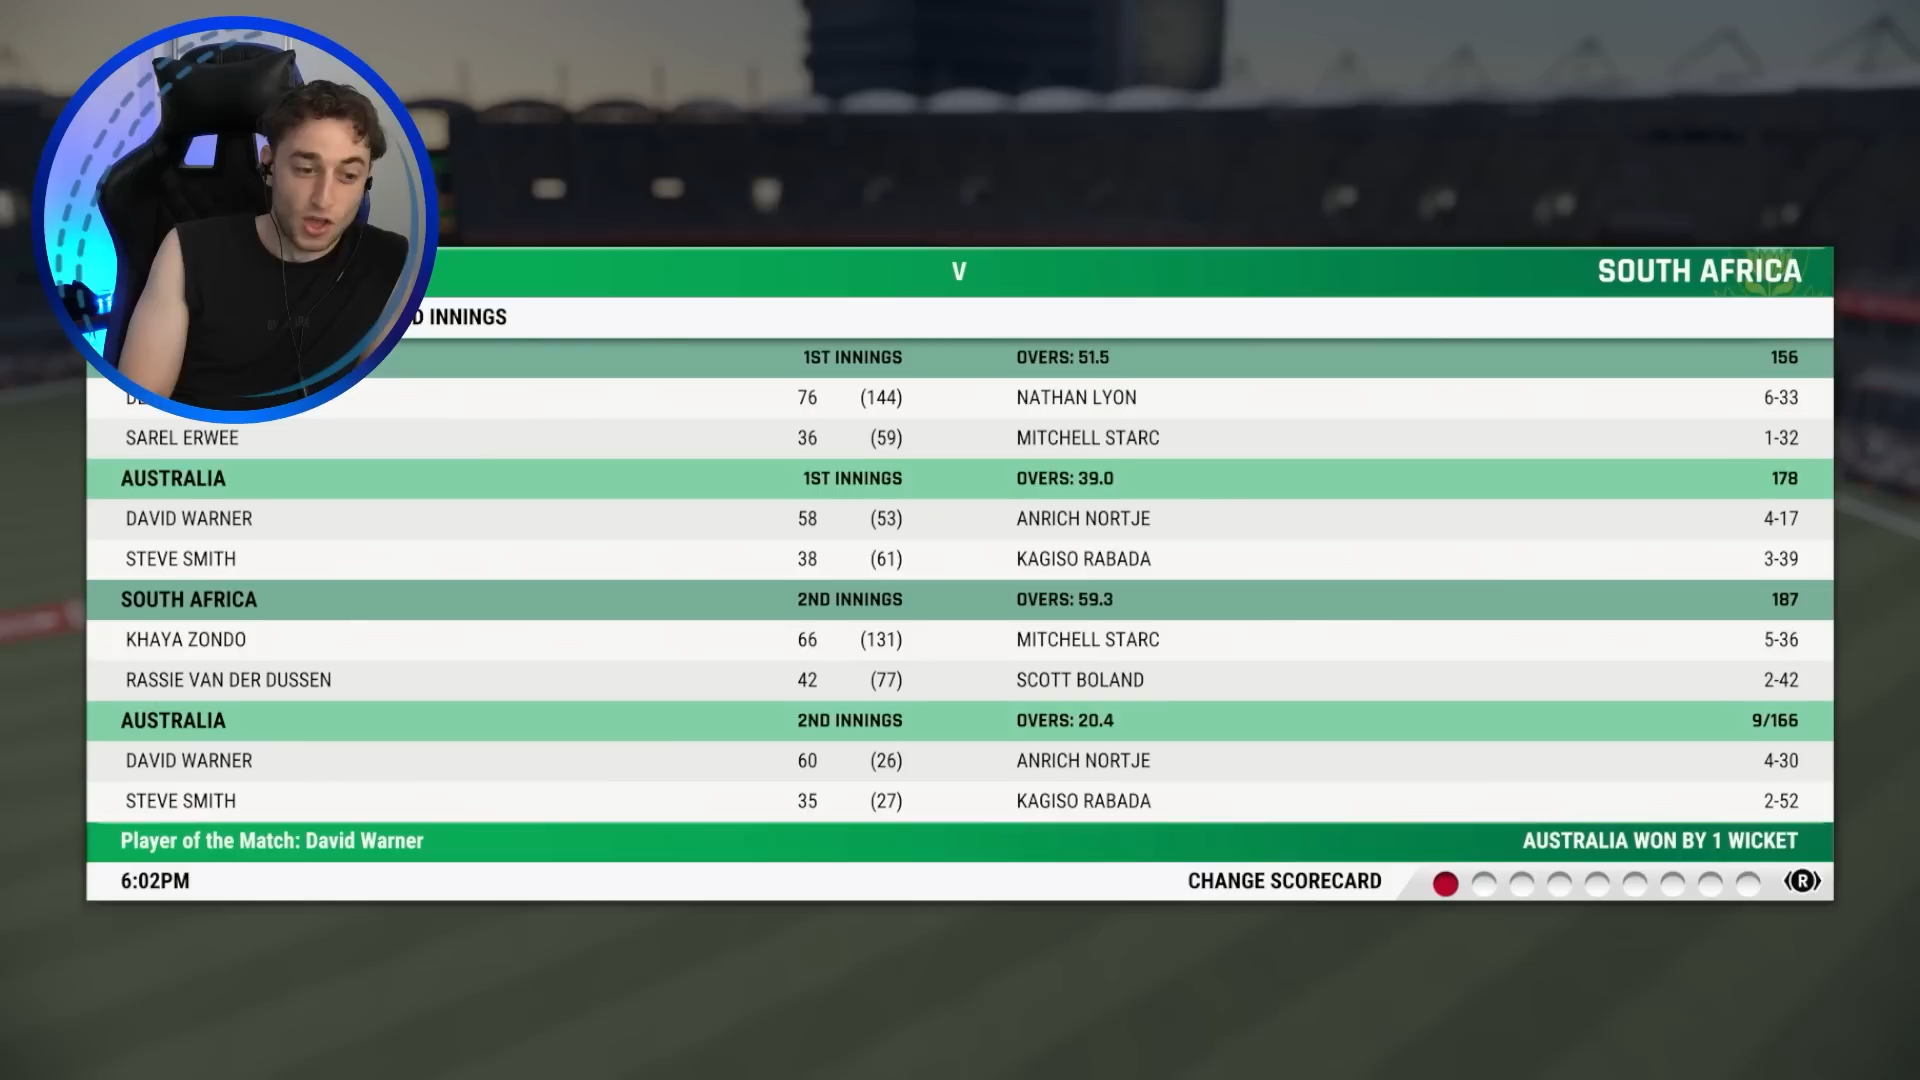 V SOUTH AFRICA
D INNINGS
1ST INNINGS OVERS: 51.5 156
76 (144) NATHAN LYON 6-33
SAREL ERWEE 36 (59) MITCHELL STARC 1-32
AUSTRALIA 1ST INNINGS OVERS: 39.0 178
DAVID WARNER 58 (53) ANRICH NORTJE 4-17
STEVE SMITH 38 (61) KAGISO RABADA 3-39
SOUTH AFRICA 2ND INNINGS OVERS: 59.3 187
KHAYA ZONDO 66 (131) MITCHELL STARC 5-36
RASSIE VAN DER DUSSEN 42 (77) SCOTT BOLAND 2-42
AUSTRALIA 2ND INNINGS OVERS: 20.4 9/166
DAVID WARNER 60 (26) ANRICH NORTJE 4-30
STEVE SMITH 35 (27) KAGISO RABADA 2-52
Player of the Match: David Warner AUSTRALIA WON BY 1 WICKET
6:02PM CHANGE SCORECARD R